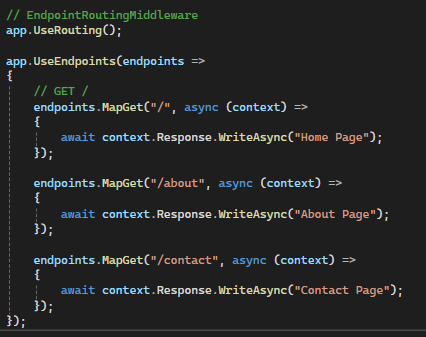 // EndpointRoutingMiddleware
app.UseRouting();
app.UseEndpoints(endpoints =>
{
// GET /
endpoints.MapGet("/", async (context) =>
{
await context.Response.WriteAsync("Home Page");
});
endpoints.MapGet("/about", async (context) =>
{
await context.Response.WriteAsync("About Page");
});
endpoints.MapGet("/contact", async (context) =>
{
await context.Response.WriteAsync("Contact Page");
});
});